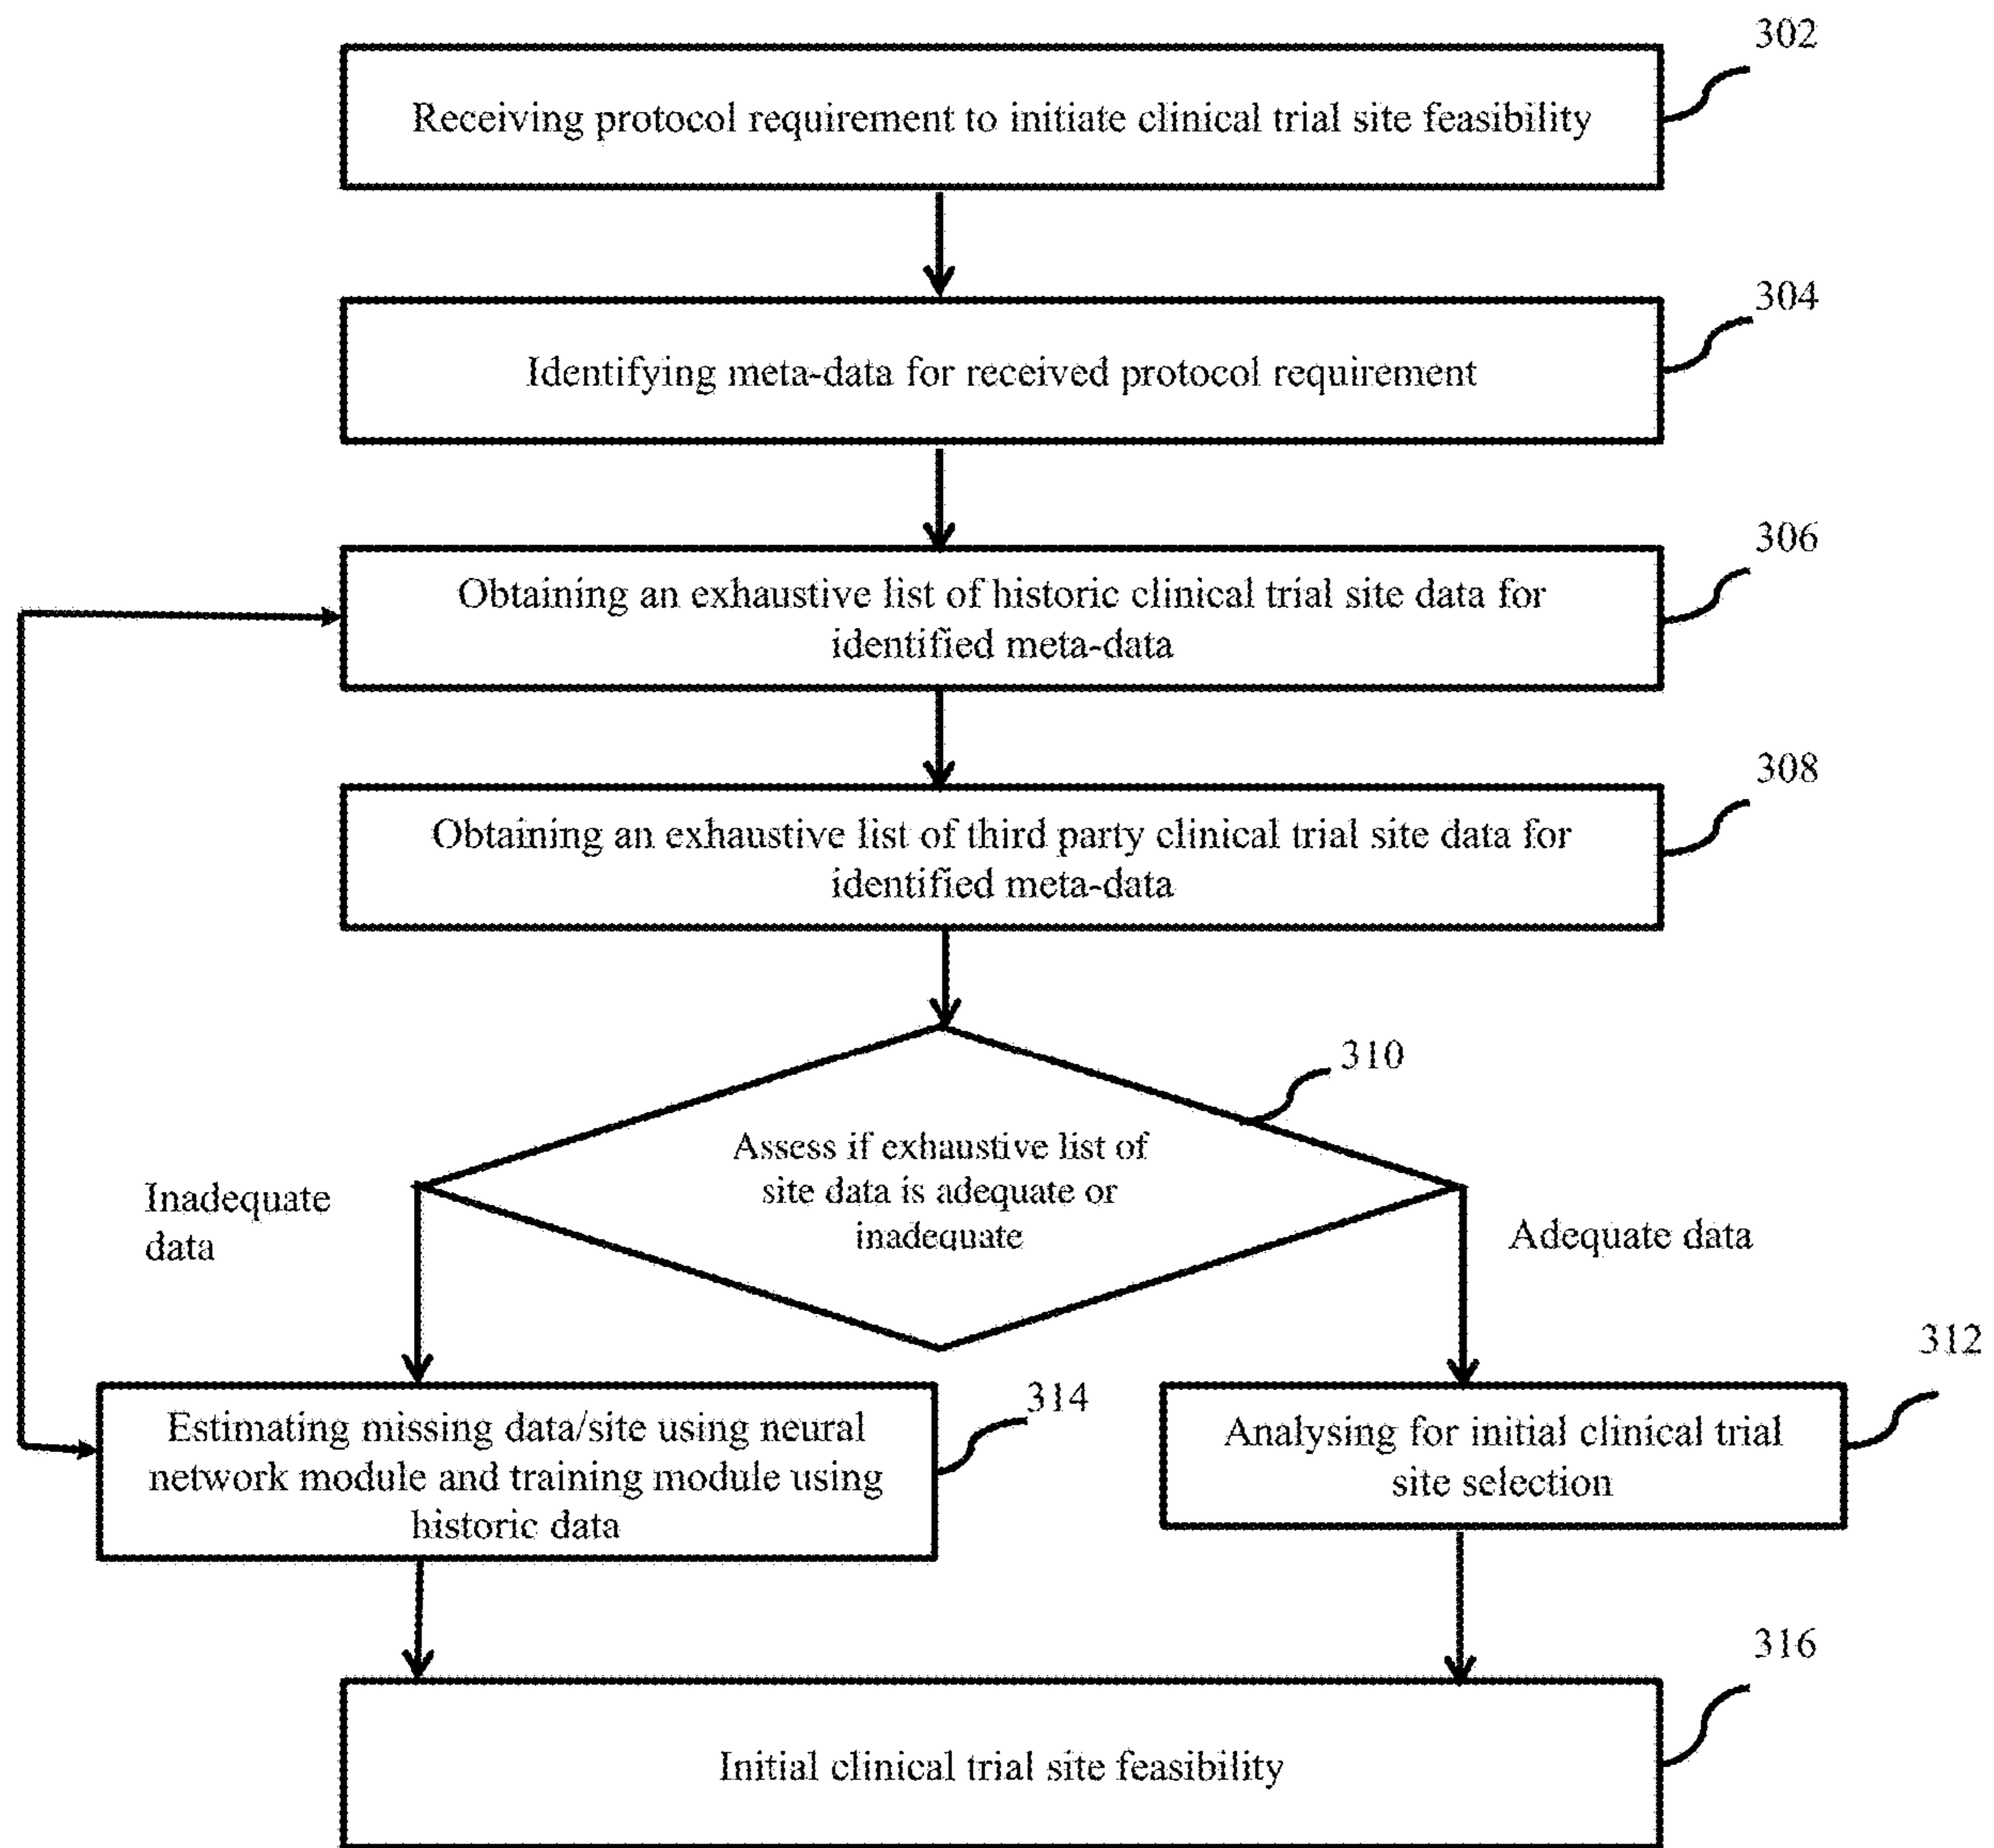 302
Receiving protocol requirement to initiate clinical trial site feasibility
304
Identifying meta-data for received protocol requirement
306
Obtaining an exhaustive list of historic clinical trial site data for
identified meta-data
308
Obtaining an exhaustive list of third party clinical trial site data for
identified meta-data
310
Assess if exhaustive list of
site data is adequate or
inadequate
Inadequate
data
Adequate data
312
314
Estimating missing data/site using neural
network module and training module using
historic data
Analysing for initial clinical trial
site selection
316
Initial clinical trial site feasibility